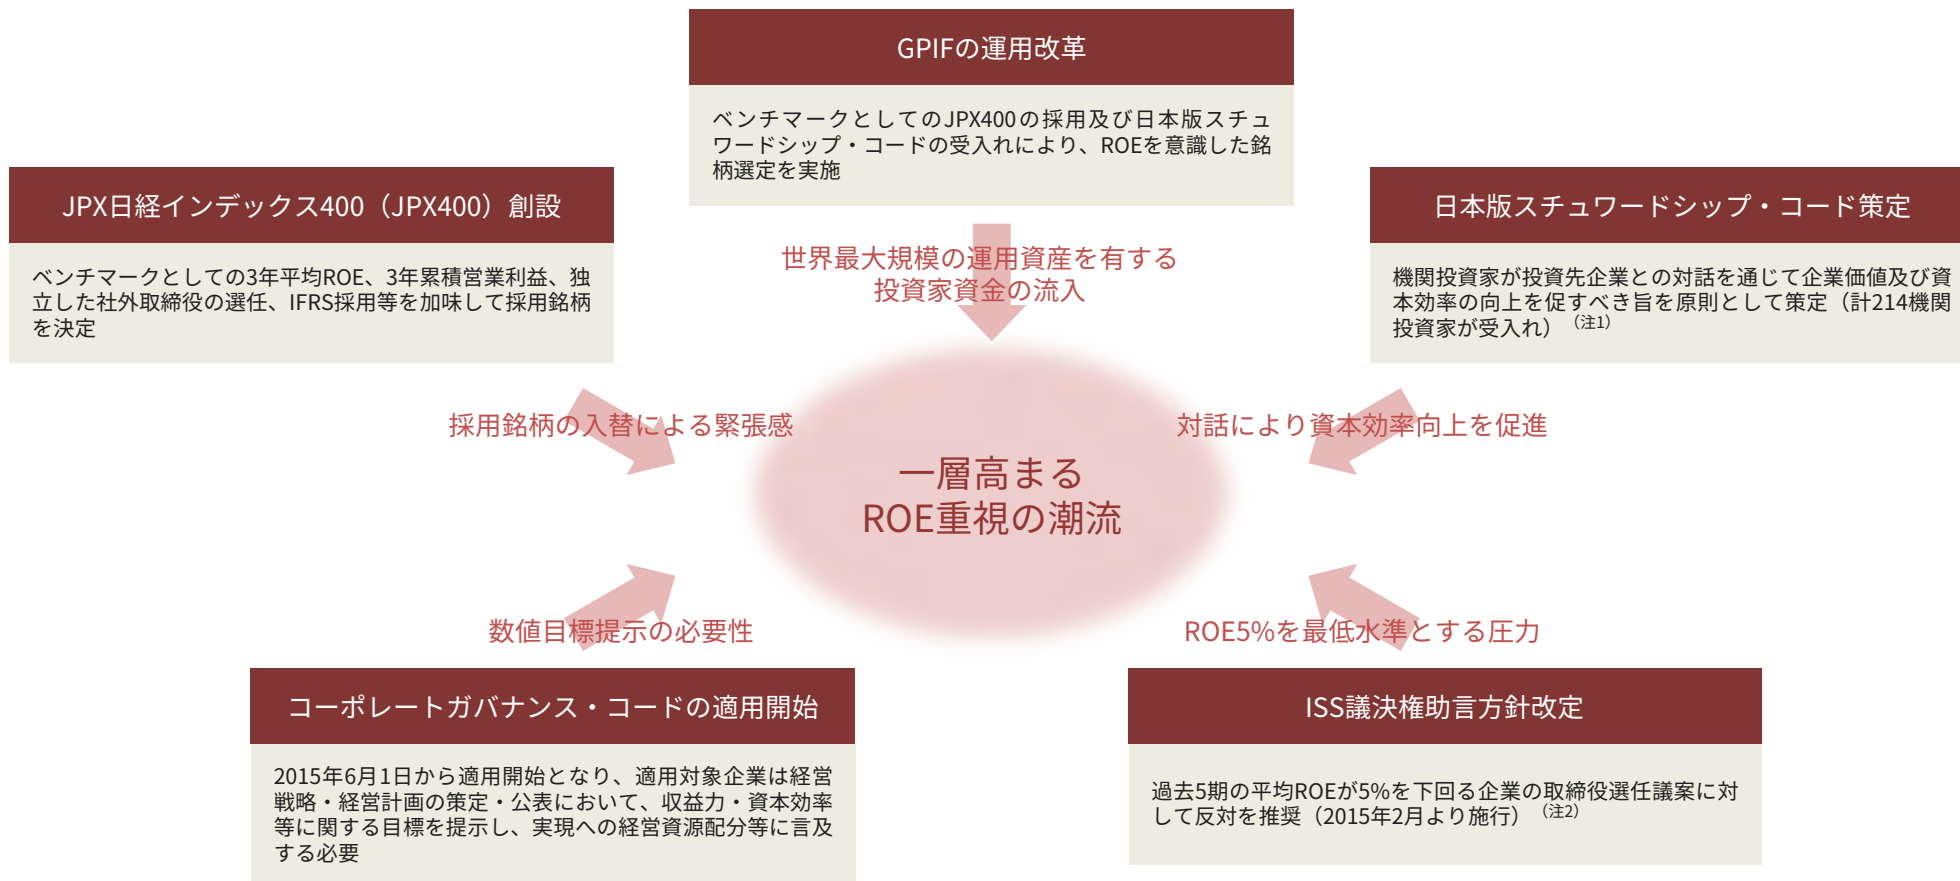 GPIFの運用改革
ベンチマークとしてのJPX400の採用及び日本版スチュ
ワードシップ・コードの受入れにより、ROEを意識した銘
柄選定を実施
JPX日経インデックス400（JPX400）創設
ベンチマークとしての3年平均ROE、3年累積営業利益、独
立した社外取締役の選任、IFRS採用等を加味して採用銘柄
を決定
日本版スチュワードシップ・コード策定
機関投資家が投資先企業との対話を通じて企業価値及び資
本効率の向上を促すべき旨を原則として策定（計214機関
投資家が受入れ）（注1）
世界最大規模の運用資産を有する
投資家資金の流入
採用銘柄の入替による緊張感
対話により資本効率向上を促進
一層高まる
ROE重視の潮流
数値目標提示の必要性
ROE5%を最低水準とする圧力
コーポレートガバナンス・コードの適用開始
2015年6月1日から適用開始となり、適用対象企業は経営
戦略・経営計画の策定・公表において、収益力・資本効率
等に関する目標を提示し、実現への経営資源配分等に言及
する必要
ISS議決権助言方針改定
過去5期の平均ROEが5%を下回る企業の取締役選任議案に対
して反対を推奨（2015年2月より施行）（注2）